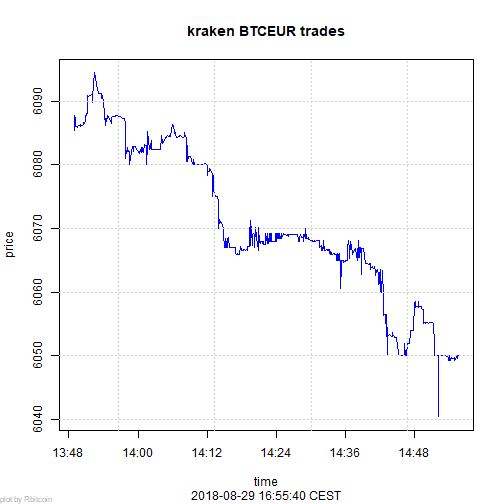 kraken BTCEUR trades
price
6090
6080
6070
6060
6050
6040
13:48 14:00 14:12 14:24 14:36 14:48
time
2018-08-29 16:55:40 CEST
plot by Rbitcoin